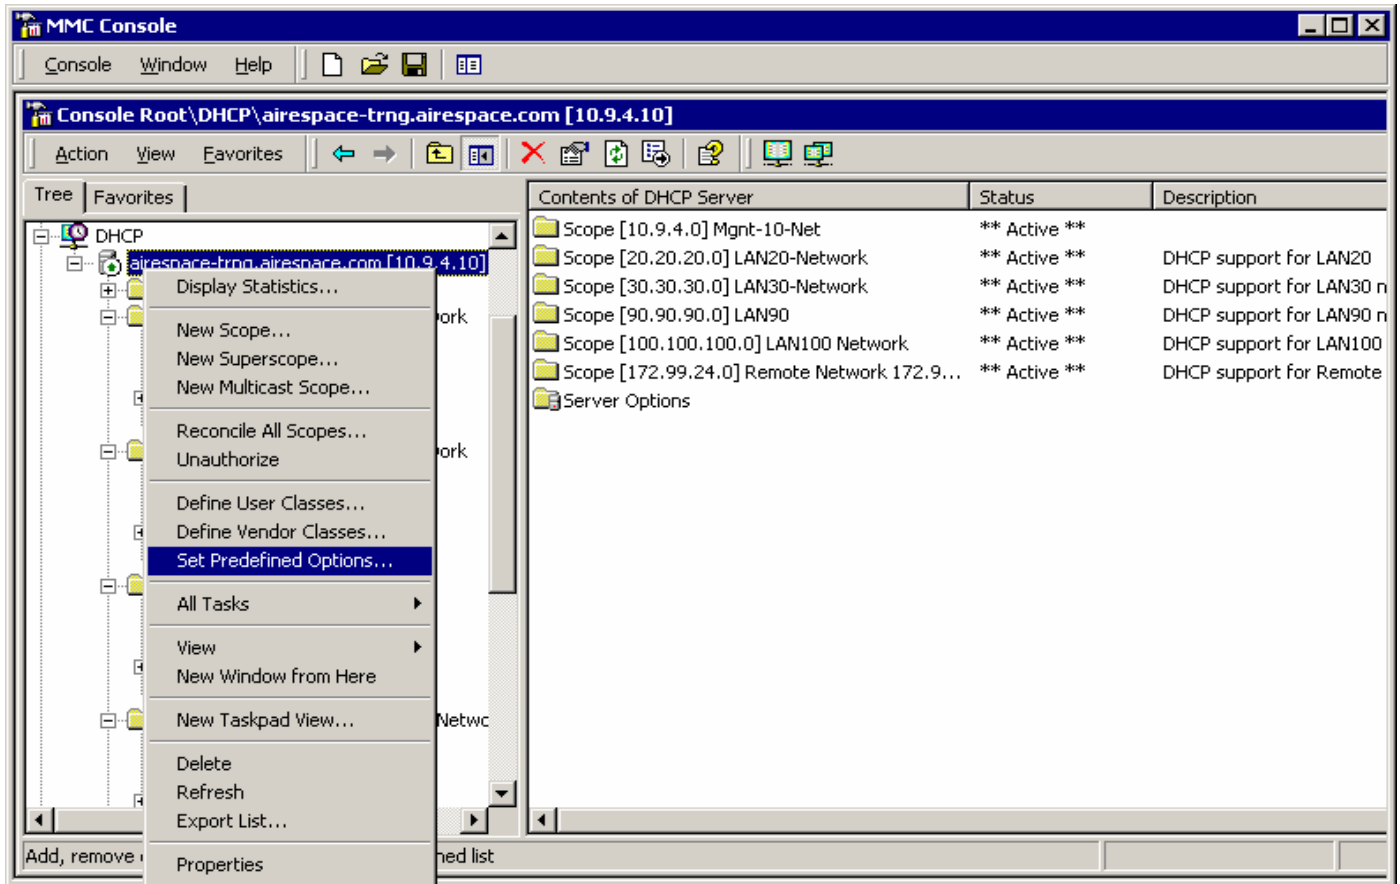 MMC Console
Console Window Help
Console Root\DHCP\airespace-trng.airespace.com [10.9.4.10]
Action View Favorites
Tree Favorites
DHCP
airespace-trng.airespace.com [10.9.4.10]
ork
ork
Netwo
Display Statistics...
New Scope...
New Superscope...
New Multicast Scope...
Reconcile All Scopes...
Unauthorize
Define User Classes...
Define Vendor Classes...
Set Predefined Options...
All Tasks
View
New Window from Here
New Taskpad View...
Delete
Refresh
Export List...
Properties
Contents of DHCP Server Status Description
Scope [10.9.4.0] Mgnt-10-Net ** Active **
Scope [20.20.20.0] LAN20-Network ** Active ** DHCP support for LAN20
Scope [30.30.30.0] LAN30-Network ** Active ** DHCP support for LAN30 n
Scope [90.90.90.0] LAN90 ** Active ** DHCP support for LAN90 n
Scope [100.100.100.0] LAN100 Network ** Active ** DHCP support for LAN100
Scope [172.99.24.0] Remote Network 172.9... ** Active ** DHCP support for Remote
Server Options
Add, remove ned list